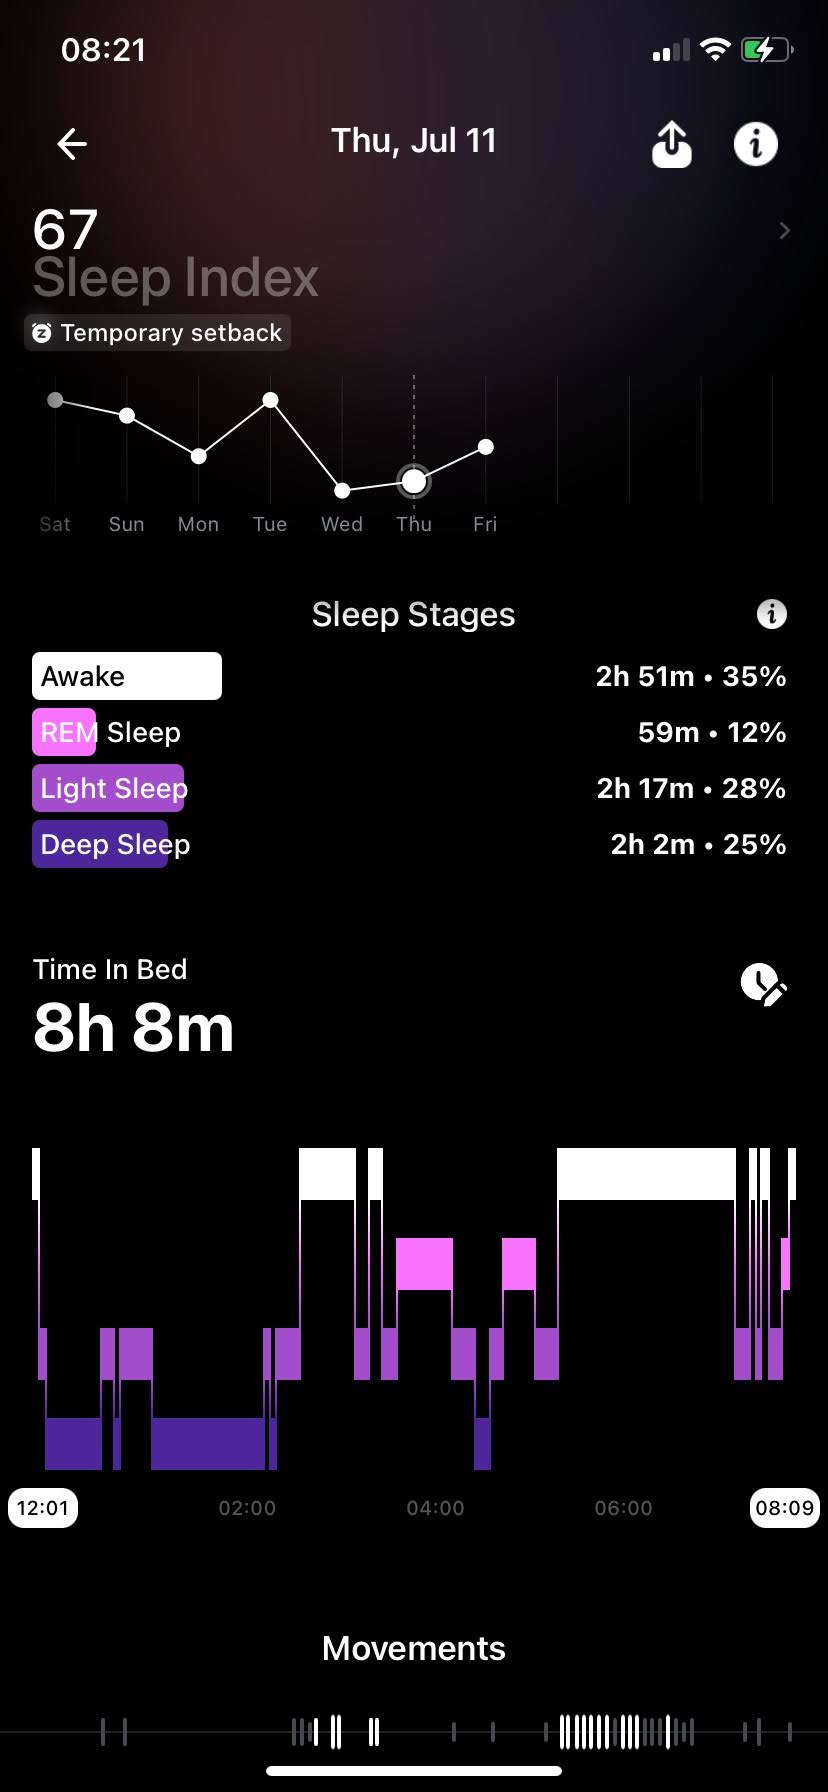 08:21
Thu, Jul 11
67
Sleep Index
Temporary setback
Sat Sun Mon Tue Wed Thu Fri
Sleep Stages
Awake 2h 51m • 35%
REM Sleep 59m • 12%
Light Sleep 2h 17m • 28%
Deep Sleep 2h 2m • 25%
Time In Bed
8h 8m
12:01 02:00 04:00 06:00 08:09
Movements